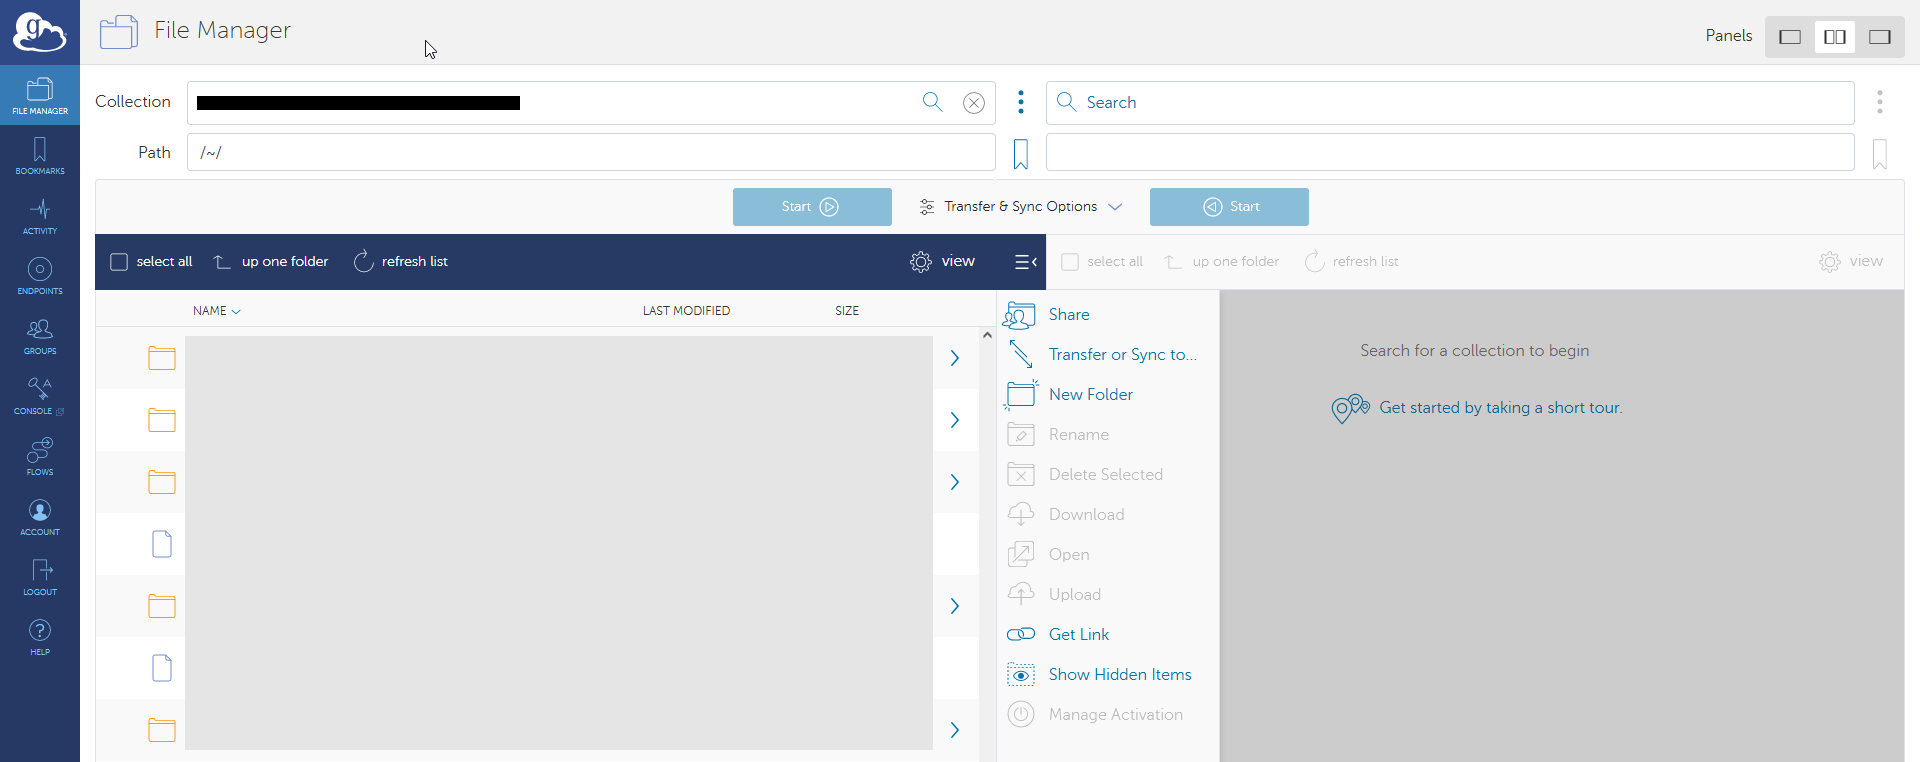 g
File Manager
Panels
FILE MANAGER
BOOKMARKS
ACTIVITY
ENDPOINTS
GROUPS
CONSOLE
FLOWS
ACCOUNT
LOGOUT
HELP
Collection
Search
Path /~/
Start Transfer & Sync Options Start
select all up one folder refresh list view
select all up one folder refresh list view
NAME LAST MODIFIED SIZE
Share
Transfer or Sync to...
New Folder
Rename
Delete Selected
Download
Open
Upload
Get Link
Show Hidden Items
Manage Activation
Search for a collection to begin
Get started by taking a short tour.